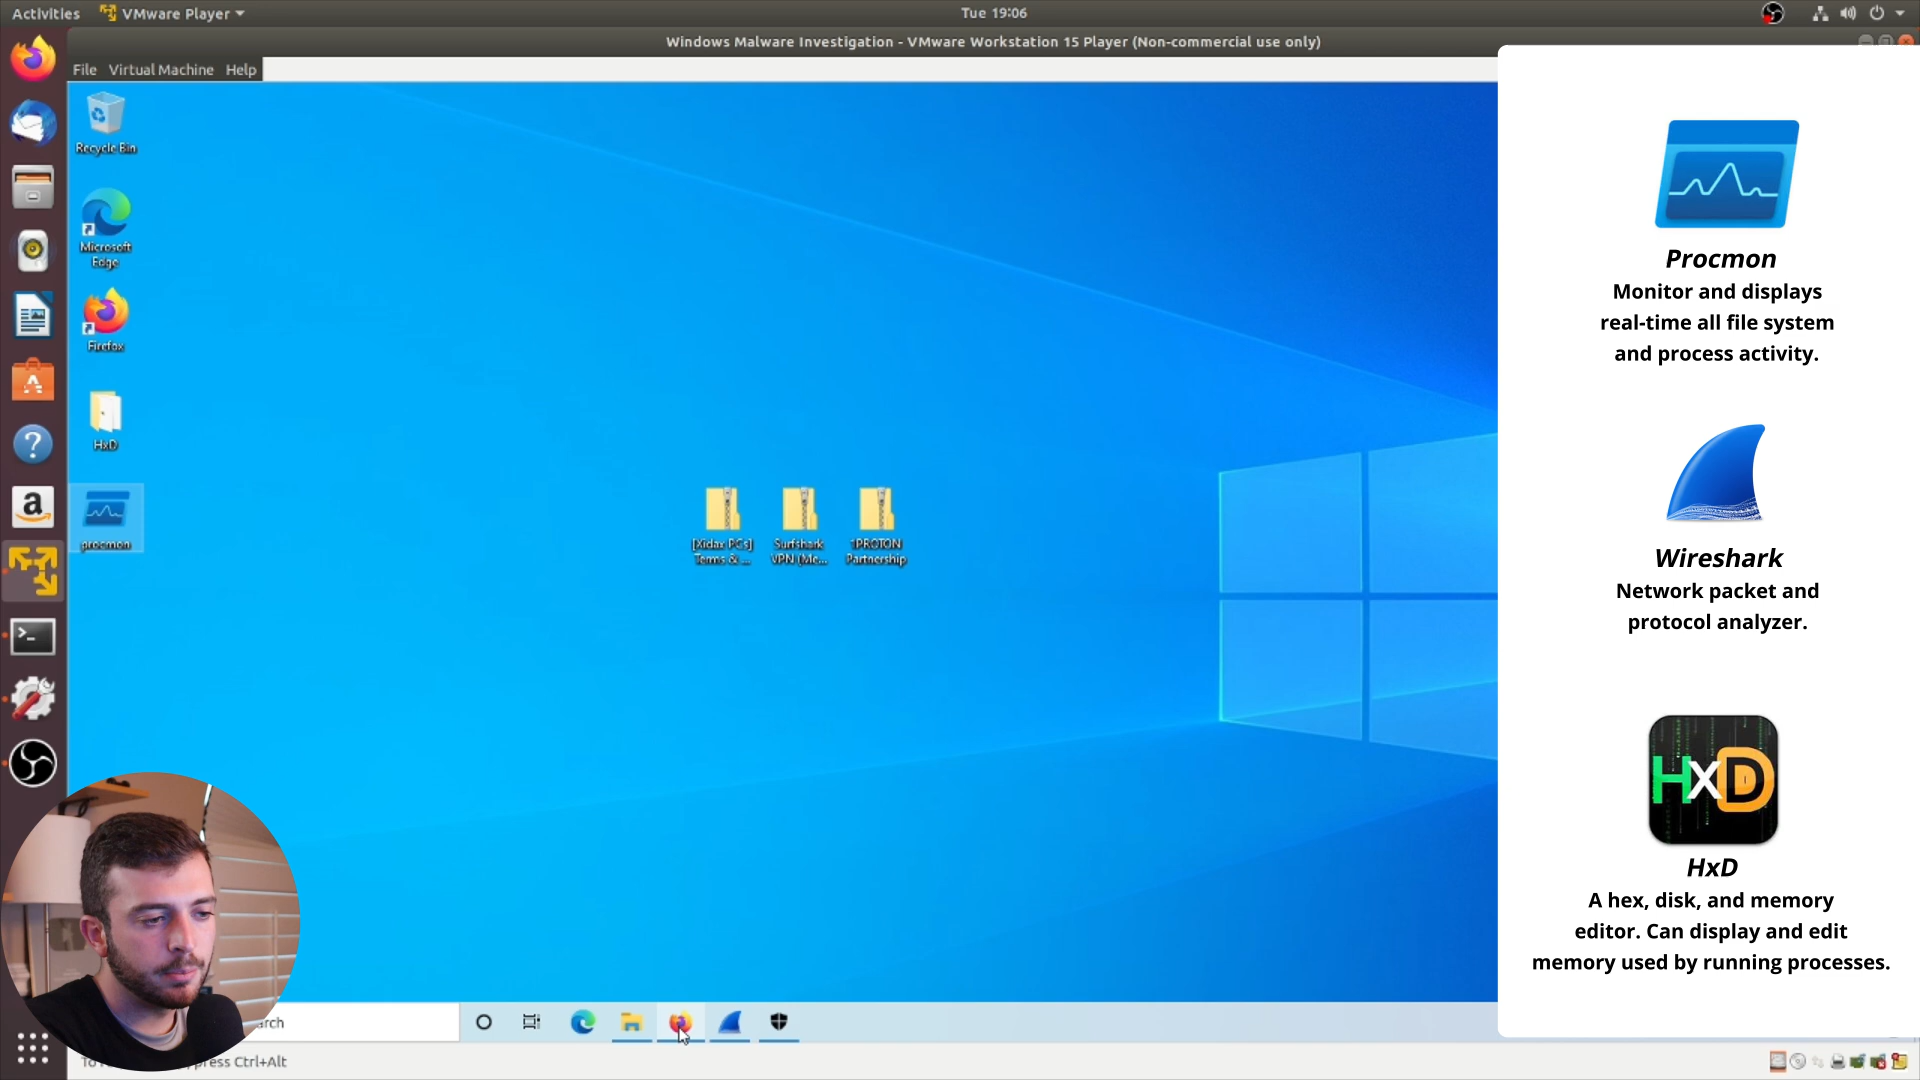 Activities
VMware Player
Tue 19:06
Windows Malware Investigation - VMware Workstation 15 Player (Non-commercial use only)
File Virtual Machine Help
Recycle Bin
Microsoft
Edge
Firefox
HxD
procmon
[Xidax PCs]
Terms & ...
Surfshark
VPN (Me...
1PROTON
Partnership
Procmon
Monitor and displays
real-time all file system
and process activity.
Wireshark
Network packet and
protocol analyzer.
HxD
HxD
A hex, disk, and memory
editor. Can display and edit
memory used by running processes.
Ctrl+Alt